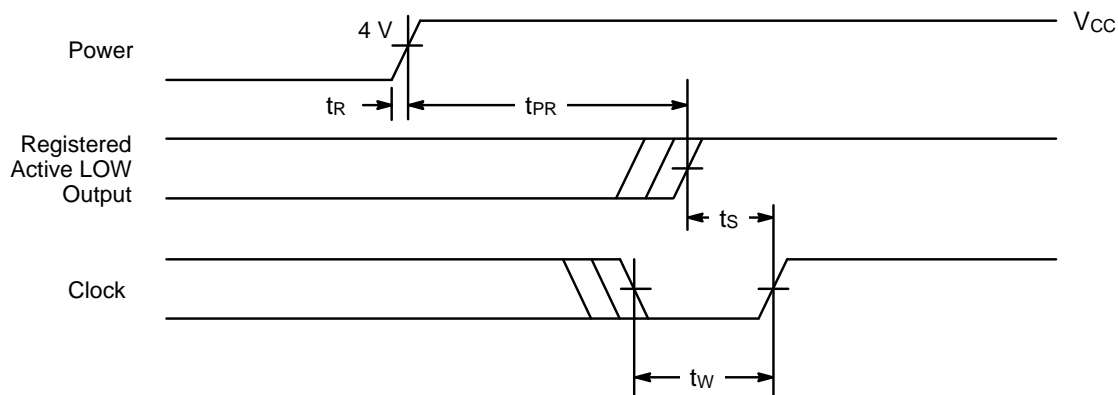 4 V
VCC
Power
tR
tPR
Registered
Active LOW
Output
tS
Clock
tW